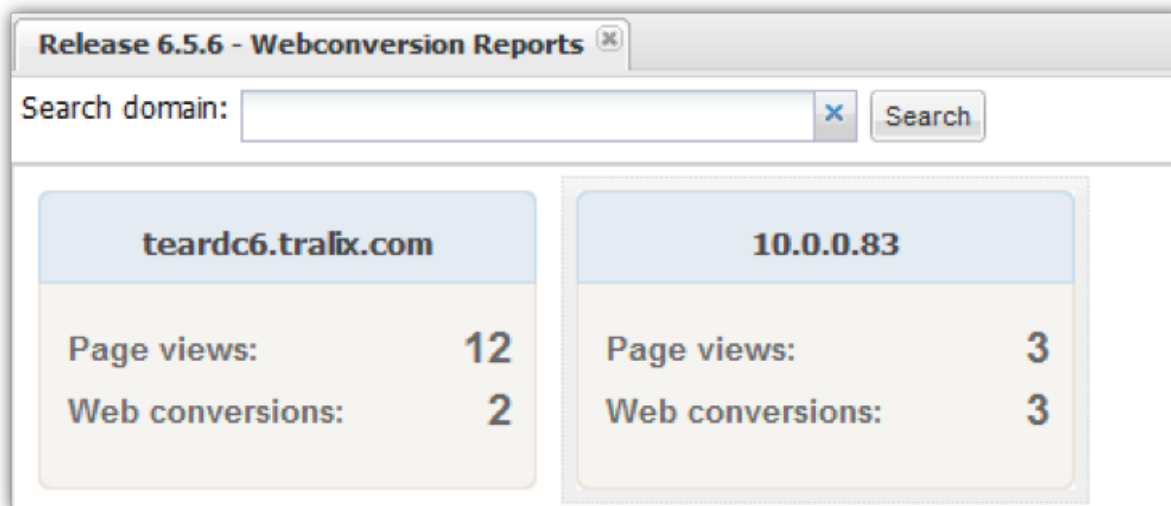 Release 6.5.6 - Webconversion Reports
Search domain: Search
teardc6.tralix.com
Page views: 12
Web conversions: 2
10.0.0.83
Page views: 3
Web conversions: 3